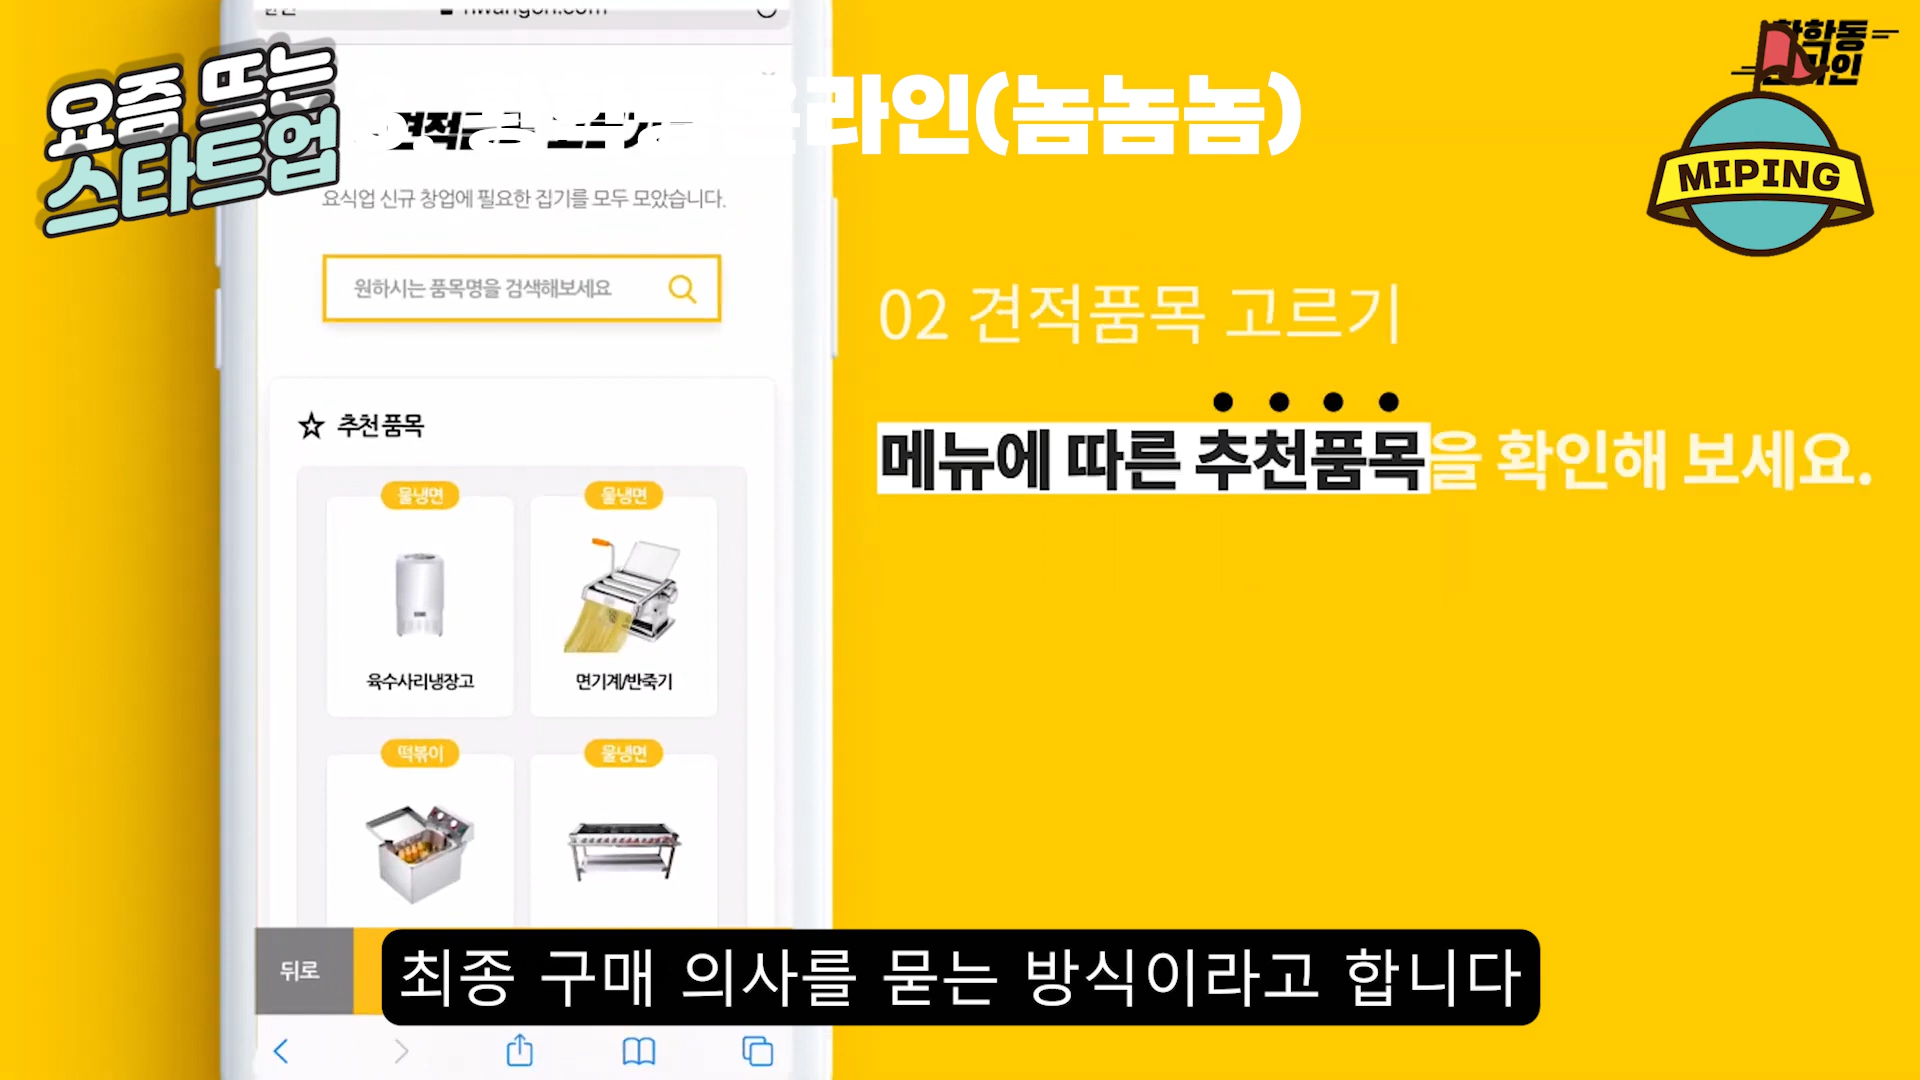 요즘 뜨는
스타트업
라인(놈놈놈)
MIPING
요식업 신규 창업에 필요한 집기를 모두 모았습니다.
원하시는 품목명을 검색해보세요
02 견적품목 고르기
메뉴에 따른 추천품목을 확인해 보세요.
추천 품목
물냉면
물냉면
육수사리냉장고
면기계/반죽기
떡볶이
물냉면
뒤로
최종 구매 의사를 묻는 방식이라고 합니다